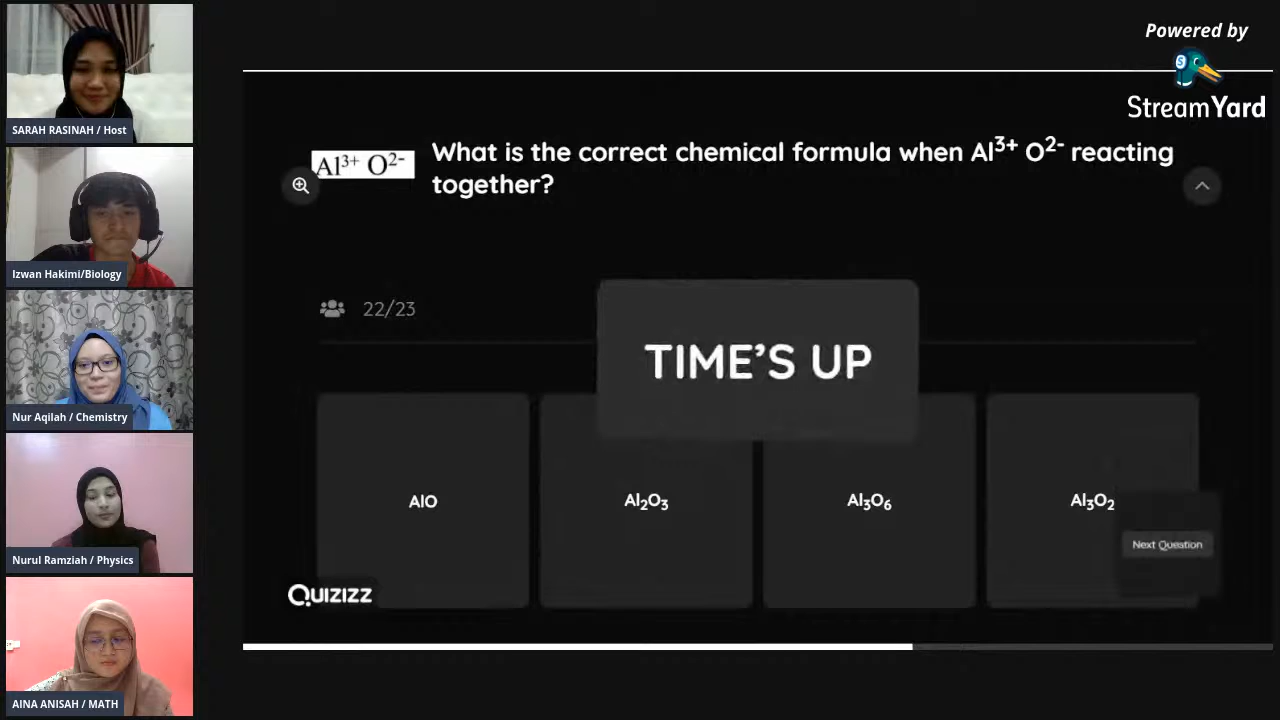 Powered by
StreamYard
SARAH RASINAH / Host
Izwan Hakimi/Biology
Nur Aqilah / Chemistry
Nurul Ramziah / Physics
AINA ANISAH / MATH
Al³⁺ O²⁻
What is the correct chemical formula when Al³⁺ O²⁻ reacting
together?
22/23
TIME'S UP
AlO
Al₂O₃
Al₃O₆
Al₃O₂
Next Question
QUIZIZZ